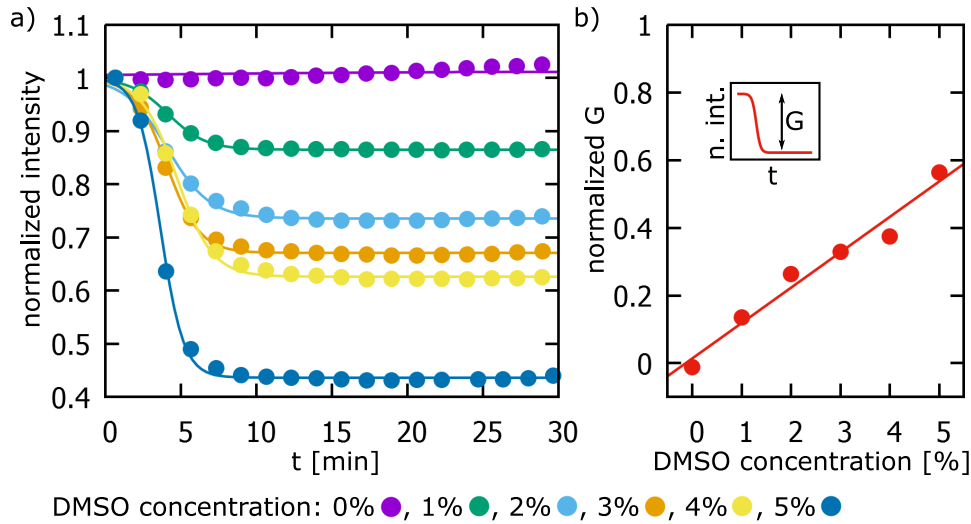 a)
1.1
1
0.9
0.8
0.7
0.6
0.5
0.4
normalized intensity
0 5 10 15 20 25 30
t [min]
b)
1
0.8
0.6
0.4
0.2
0
normalized G
n. int.
G
t
0 1 2 3 4 5
DMSO concentration [%]
DMSO concentration: 0% , 1% , 2% , 3% , 4% , 5%